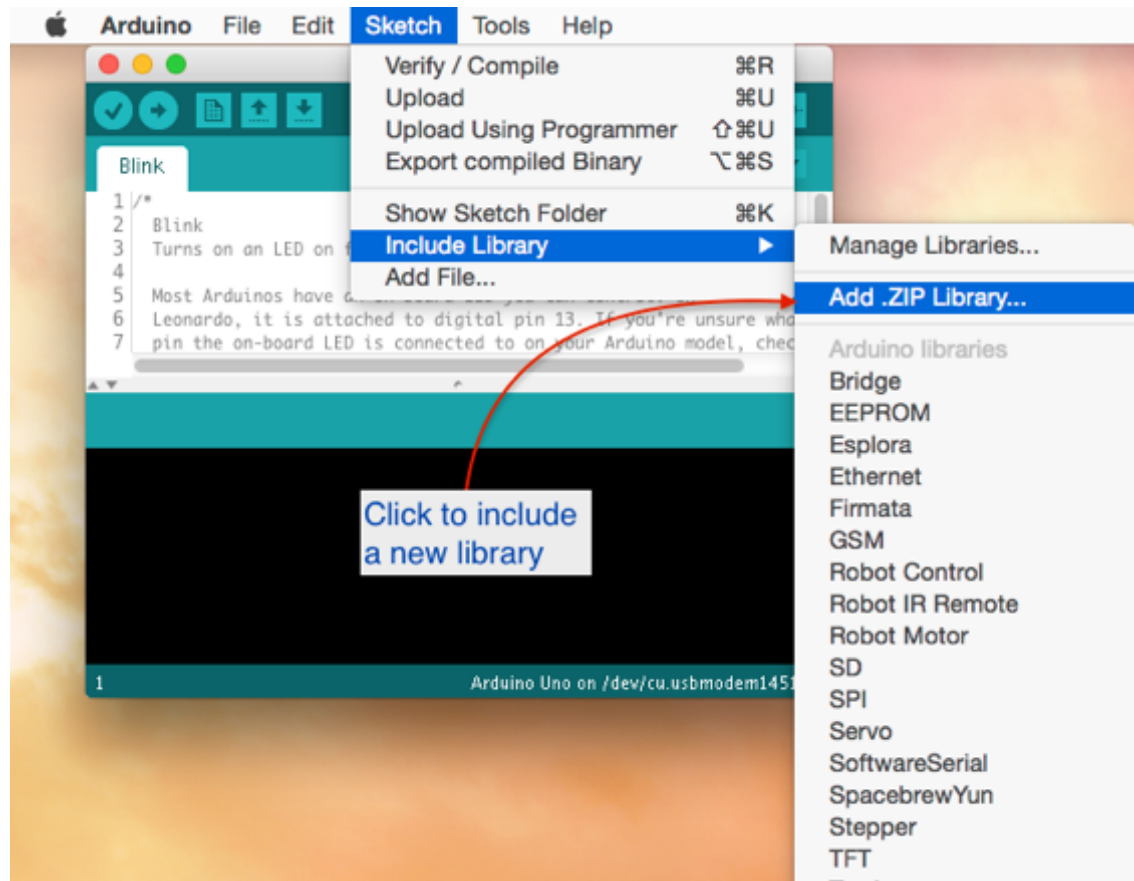 Arduino File Edit Sketch Tools Help
Verify / Compile ⌘R
Upload ⌘U
Upload Using Programmer ⇧⌘U
Export compiled Binary ⌥⌘S
Show Sketch Folder ⌘K
Include Library ▶
Add File...
Manage Libraries...
Add .ZIP Library...
Arduino libraries
Bridge
EEPROM
Esplora
Ethernet
Firmata
GSM
Robot Control
Robot IR Remote
Robot Motor
SD
SPI
Servo
SoftwareSerial
SpacebrewYun
Stepper
TFT
Blink
1 /*
2 Blink
3 Turns on an LED on
4
5 Most Arduinos have
6 Leonardo, it is attached to digital pin 13. If you're unsure
7 pin the on-board LED is connected to on your Arduino model,
Click to include
a new library
1 Arduino Uno on /dev/cu.usbmodem1451